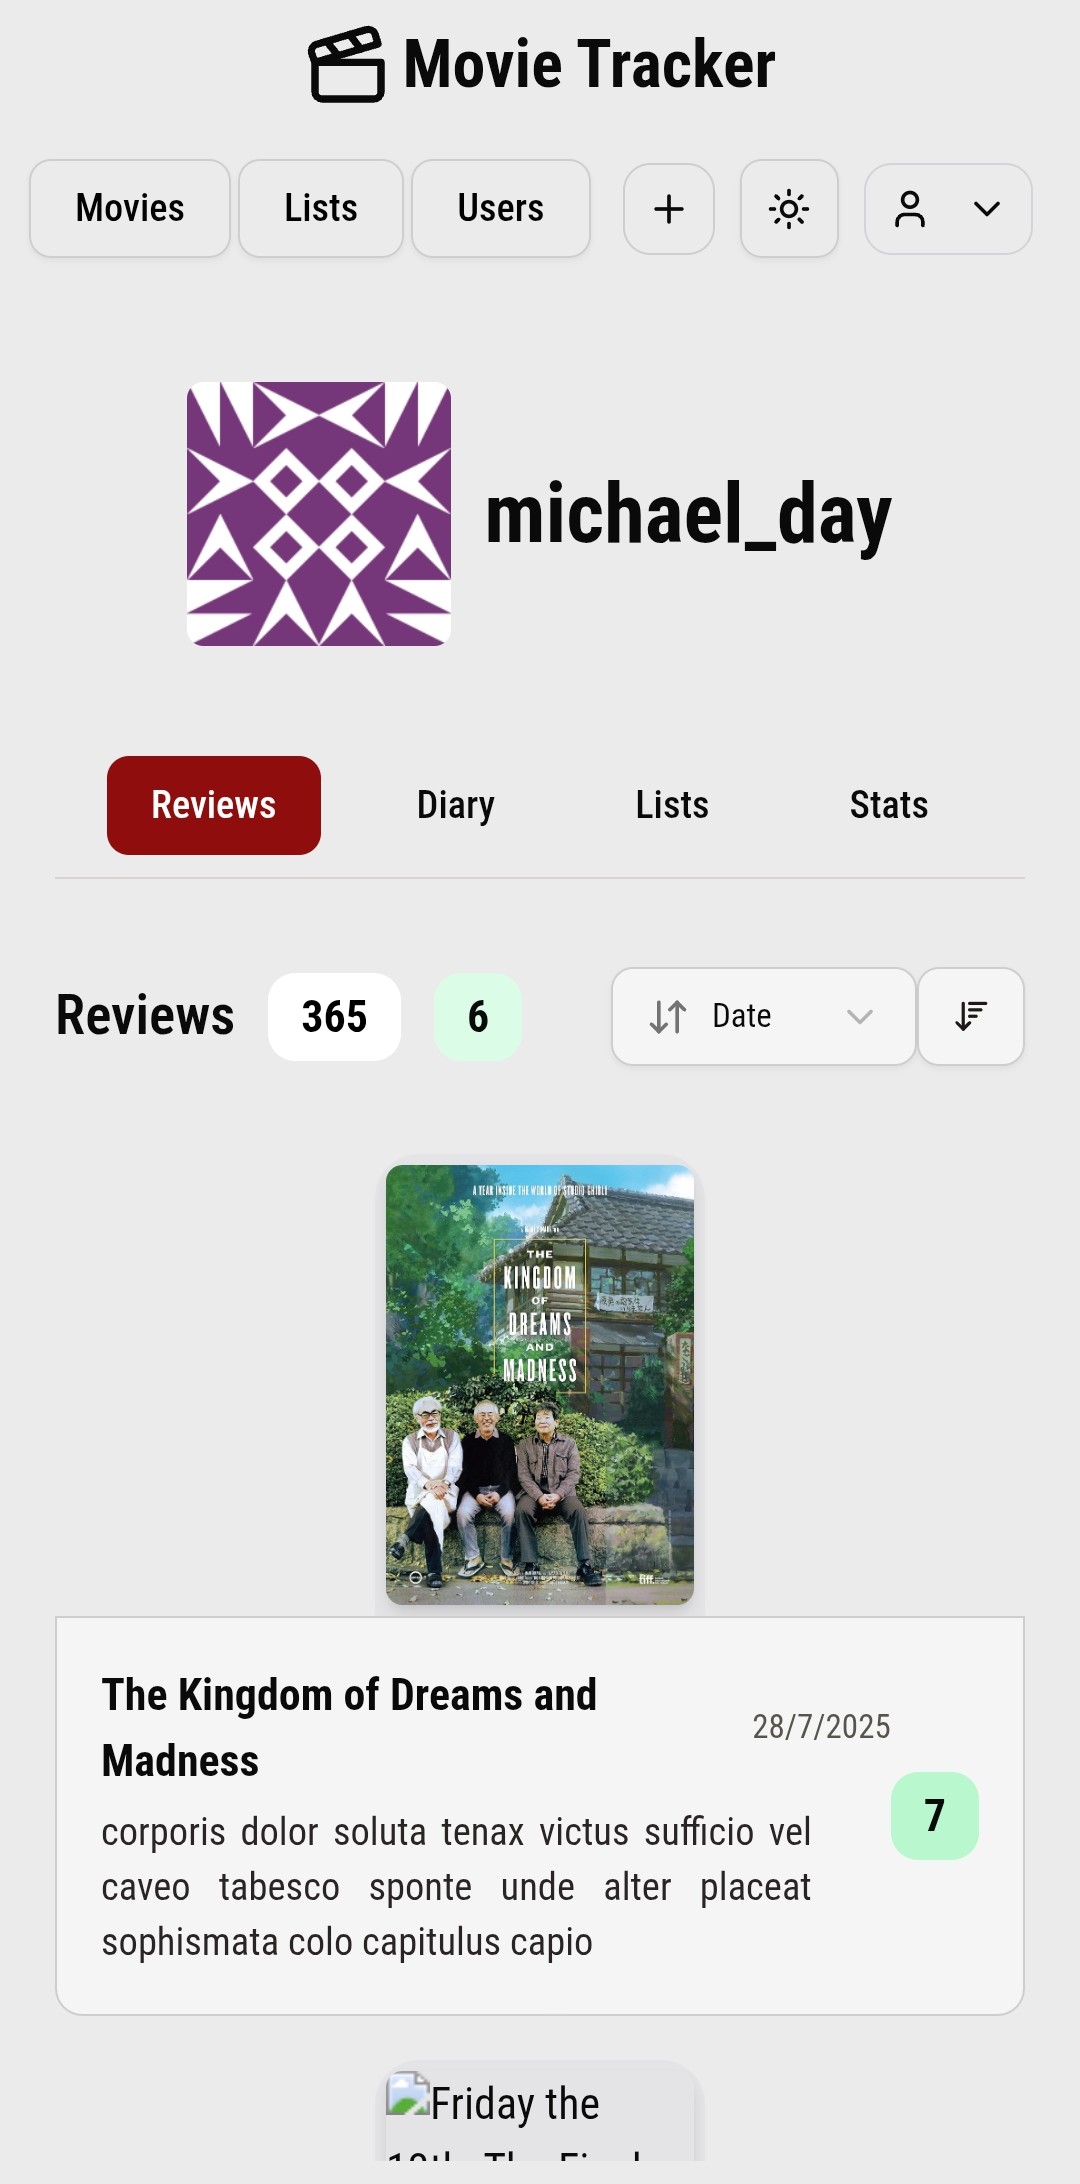 Movie Tracker
Movies Lists Users
michael_day
Reviews Diary Lists Stats
Reviews 365 6 Date
A YEAR INSIDE THE WORLD OF STUDIO GHIBLI
THE
KINGDOM
OF
DREAMS
AND
MADNESS
tiff.
The Kingdom of Dreams and
Madness
28/7/2025
7
corporis dolor soluta tenax victus sufficio vel
caveo tabesco sponte unde alter placeat
sophismata colo capitulus capio
Friday the